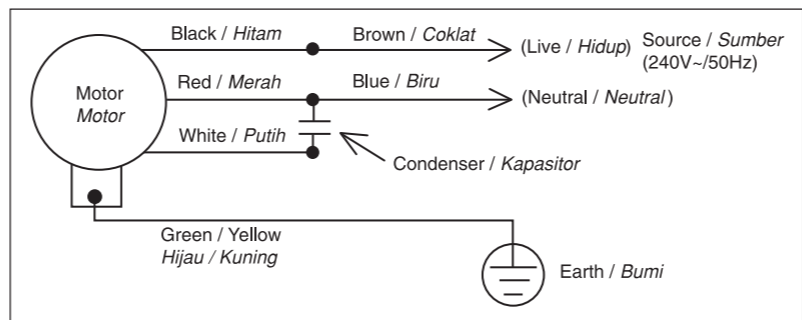 Black / Hitam
Brown / Coklat
(Live / Hidup)
Source / Sumber
(240V~/50Hz)
Motor
Motor
Red / Merah
Blue / Biru
(Neutral / Neutral)
White / Putih
Condenser / Kapasitor
Green / Yellow
Hijau / Kuning
Earth / Bumi